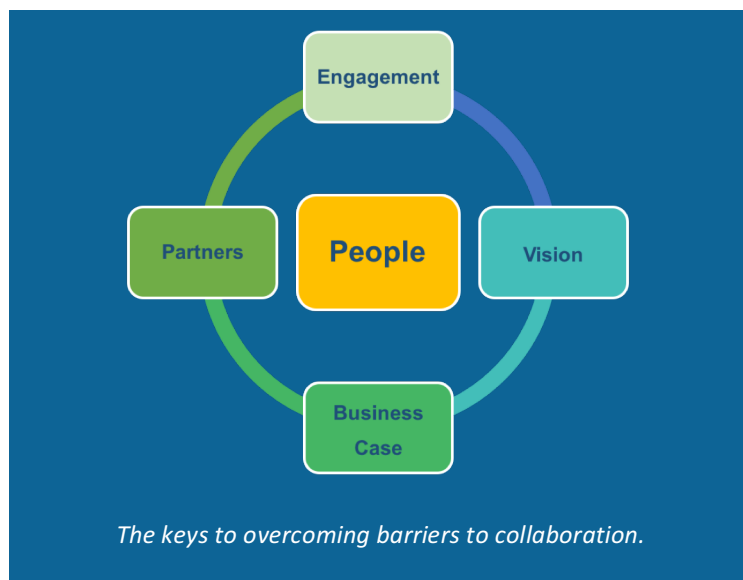 Engagement
Partners
People
Vision
Business
Case
The keys to overcoming barriers to collaboration.